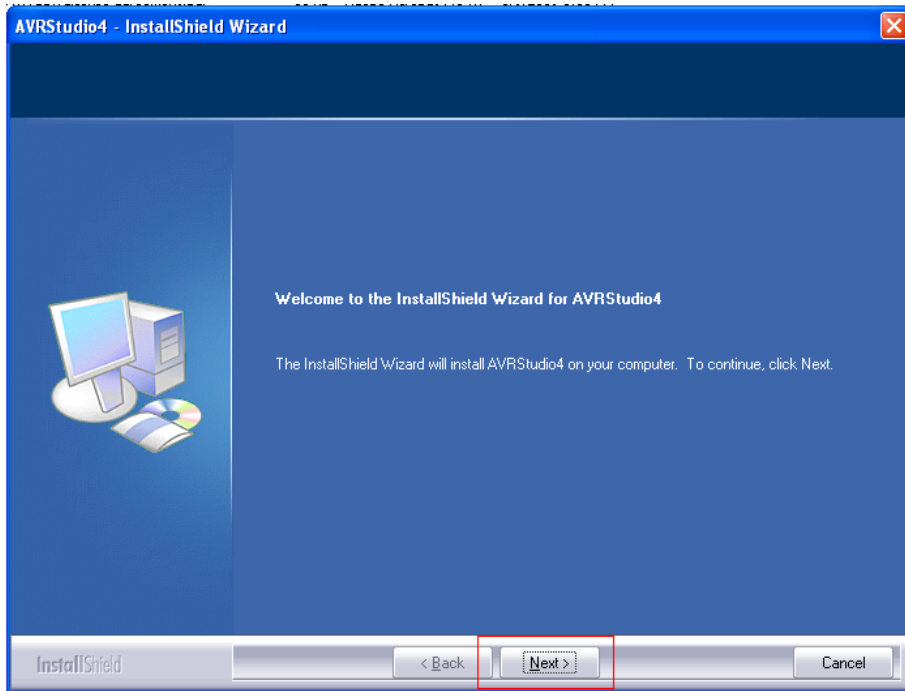 AVRStudio4 - InstallShield Wizard
Welcome to the InstallShield Wizard for AVRStudio4
The InstallShield Wizard will install AVRStudio4 on your computer. To continue, click Next.
InstallShield
< Back
Next >
Cancel